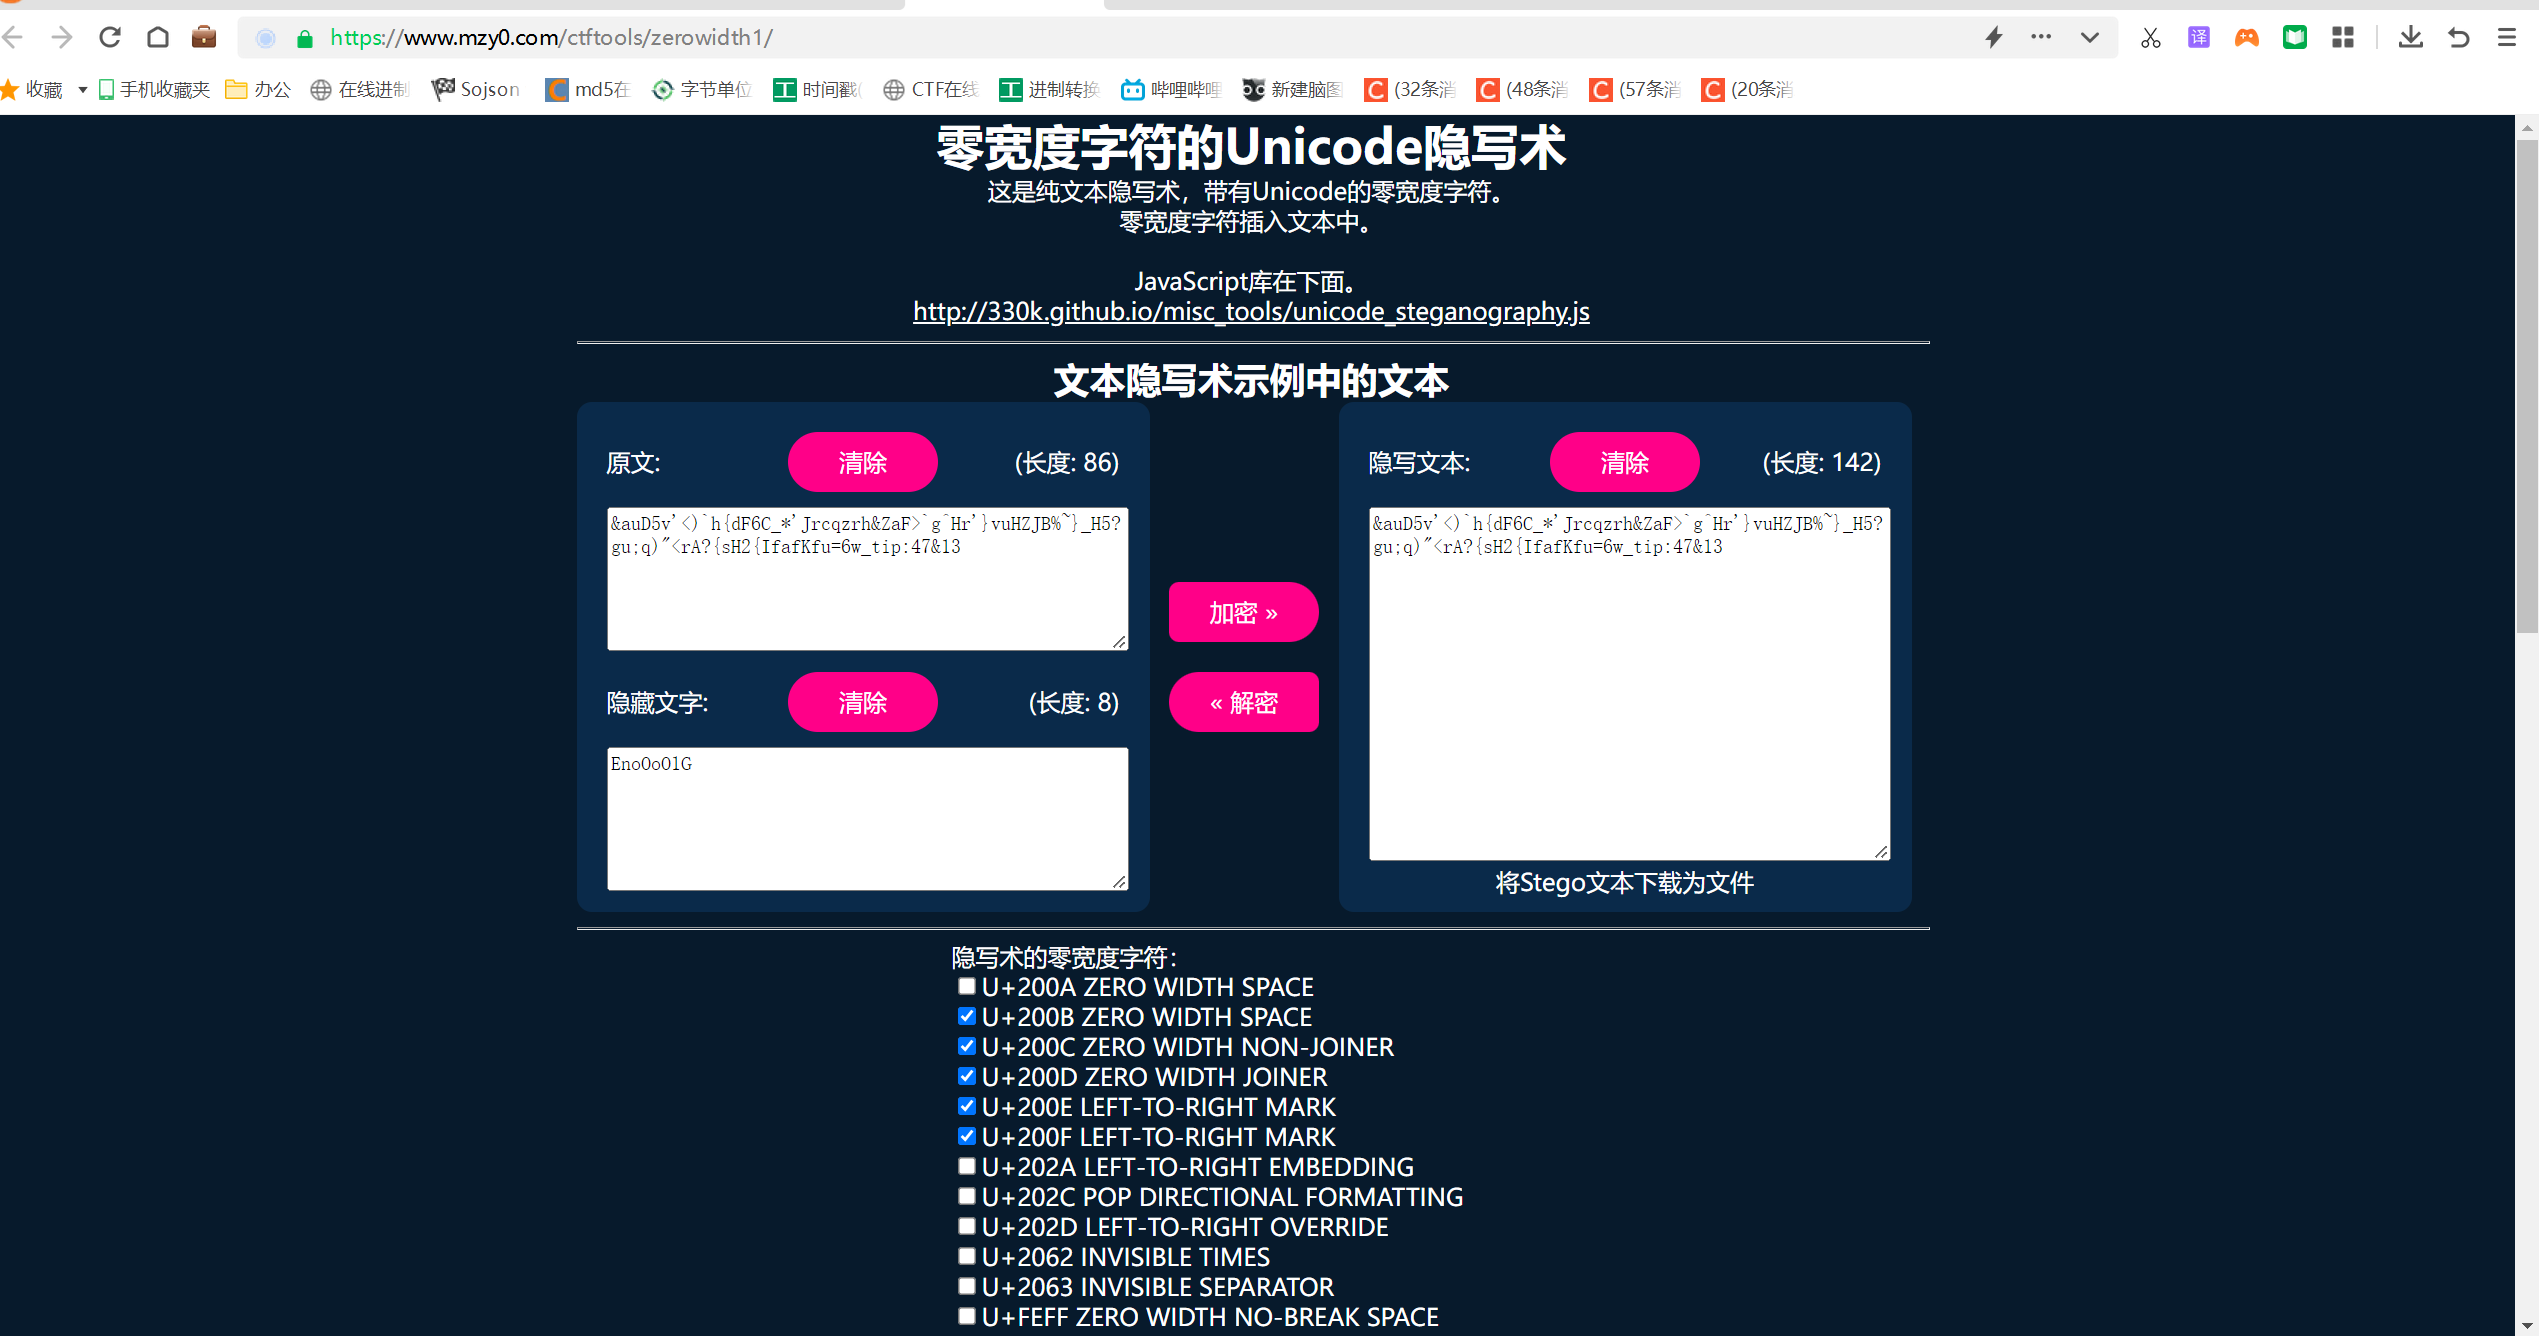 https://www.mzy0.com/ctftools/zerowidth1/
译
收藏 手机收藏夹 办公 在线进制 Sojson md5在 字节单位 时间戳( CTF在线 进制转换 哔哩哔哩 新建脑图 (32条消 (48条消 (57条消 (20条消
零宽度字符的Unicode隐写术
这是纯文本隐写术，带有Unicode的零宽度字符。
零宽度字符插入文本中。
JavaScript库在下面。
http://330k.github.io/misc_tools/unicode_steganography.js
文本隐写术示例中的文本
原文: 清除 (长度: 86)
&auD5v'<)`h{dF6C_*'Jrcqzrh&ZaF>`g^Hr'}vuHZJB%~}_H5?
gu;q)"<rA?{sH2{IfafKfu=6w_tip:47&13
隐藏文字: 清除 (长度: 8)
EnoOoO1G
加密 »
« 解密
隐写文本: 清除 (长度: 142)
&auD5v'<)`h{dF6C_*'Jrcqzrh&ZaF>`g^Hr'}vuHZJB%~}_H5?
gu;q)"<rA?{sH2{IfafKfu=6w_tip:47&13
将Stego文本下载为文件
隐写术的零宽度字符：
U+200A ZERO WIDTH SPACE
U+200B ZERO WIDTH SPACE
U+200C ZERO WIDTH NON-JOINER
U+200D ZERO WIDTH JOINER
U+200E LEFT-TO-RIGHT MARK
U+200F LEFT-TO-RIGHT MARK
U+202A LEFT-TO-RIGHT EMBEDDING
U+202C POP DIRECTIONAL FORMATTING
U+202D LEFT-TO-RIGHT OVERRIDE
U+2062 INVISIBLE TIMES
U+2063 INVISIBLE SEPARATOR
U+FEFF ZERO WIDTH NO-BREAK SPACE